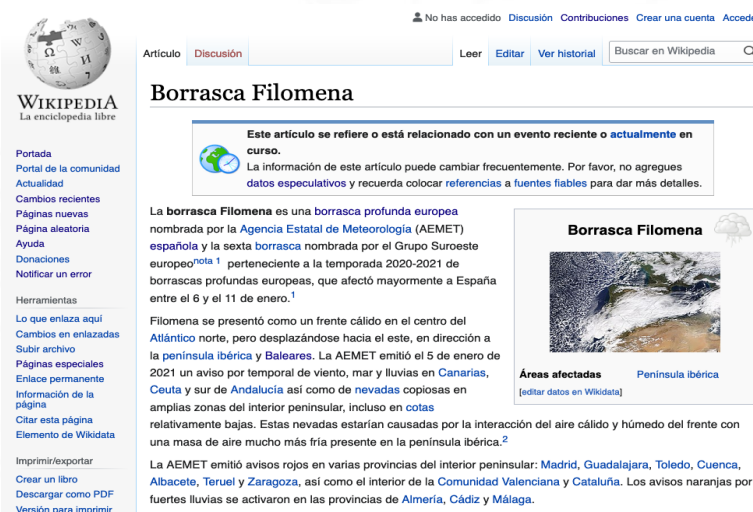 No has accedido Discusión Contribuciones Crear una cuenta
Artículo Discusión Leer Editar Ver historial Buscar en Wikipedia
WIKIPEDIA
La enciclopedia libre
Portada
Portal de la comunidad
Actualidad
Cambios recientes
Páginas nuevas
Página aleatoria
Ayuda
Donaciones
Notificar un error
Herramientas
Lo que enlaza aquí
Cambios en enlazadas
Subir archivo
Páginas especiales
Enlace permanente
Información de la
página
Citar esta página
Elemento de Wikidata
Imprimir/exportar
Crear un libro
Descargar como PDF
Versión para imprimir
Borrasca Filomena
Este artículo se refiere o está relacionado con un evento reciente o actualmente en
curso.
La información de este artículo puede cambiar frecuentemente. Por favor, no agregues
datos especulativos y recuerda colocar referencias a fuentes fiables para dar más detalles.
La borrasca Filomena es una borrasca profunda europea
nombrada por la Agencia Estatal de Meteorología (AEMET)
española y la sexta borrasca nombrada por el Grupo Suroeste
europeo nota 1 perteneciente a la temporada 2020-2021 de
borrascas profundas europeas, que afectó mayormente a España
entre el 6 y el 11 de enero.1
Borrasca Filomena
Áreas afectadas Península ibérica
[editar datos en Wikidata]
Filomena se presentó como un frente cálido en el centro del
Atlántico norte, pero desplazándose hacia el este, en dirección a
la península ibérica y Baleares. La AEMET emitió el 5 de enero de
2021 un aviso por temporal de viento, mar y lluvias en Canarias,
Ceuta y sur de Andalucía así como de nevadas copiosas en
amplias zonas del interior peninsular, incluso en cotas
relativamente bajas. Estas nevadas estarían causadas por la interacción del aire cálido y húmedo del frente con
una masa de aire mucho más fría presente en la península ibérica.2
La AEMET emitió avisos rojos en varias provincias del interior peninsular: Madrid, Guadalajara, Toledo, Cuenca,
Albacete, Teruel y Zaragoza, así como el interior de la Comunidad Valenciana y Cataluña. Los avisos naranjas por
fuertes lluvias se activaron en las provincias de Almería, Cádiz y Málaga.